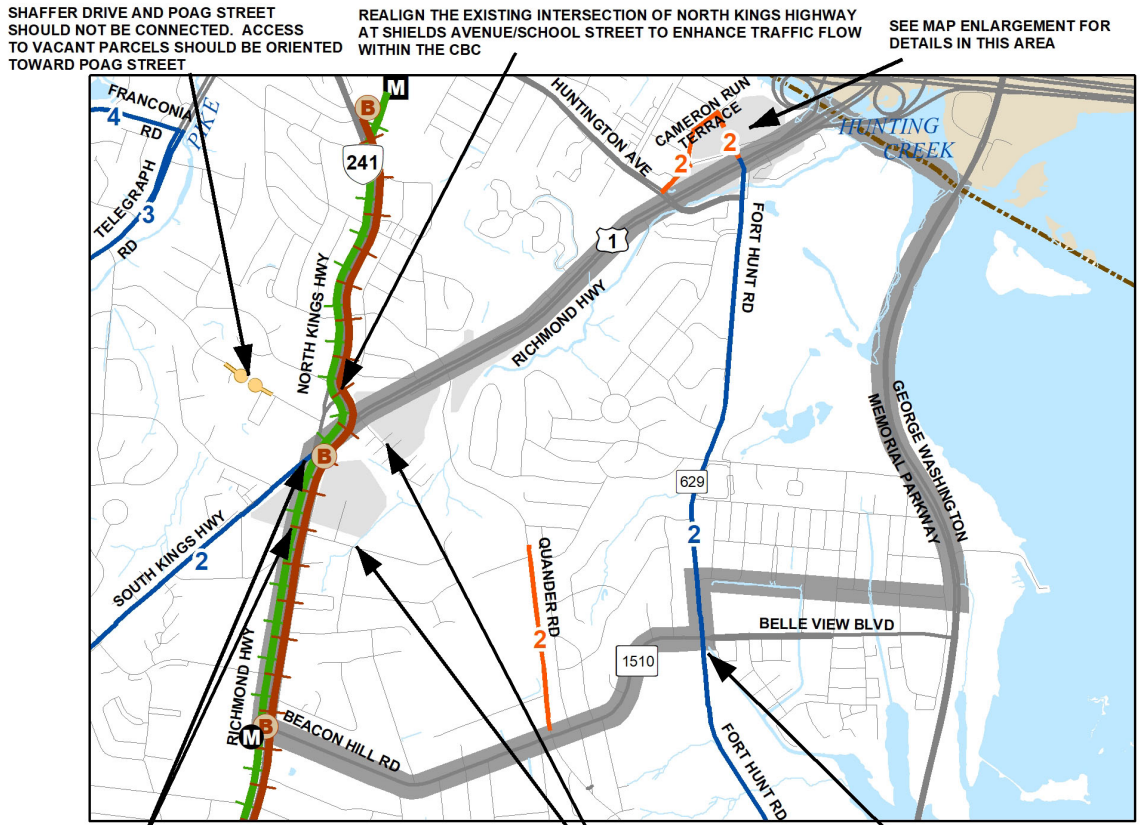 SHAFFER DRIVE AND POAG STREET
SHOULD NOT BE CONNECTED.  ACCESS
TO VACANT PARCELS SHOULD BE ORIENTED
TOWARD POAG STREET
REALIGN THE EXISTING INTERSECTION OF NORTH KINGS HIGHWAY
AT SHIELDS AVENUE/SCHOOL STREET TO ENHANCE TRAFFIC FLOW
WITHIN THE CBC
SEE MAP ENLARGEMENT FOR
DETAILS IN THIS AREA
M
B
FRANCONIA
RD
4
PIKE
241
TELEGRAPH
RD
3
HUNTINGTON AVE
CAMERON RUN
TERRACE
2
2
HUNTING
CREEK
1
FORT HUNT RD
NORTH KINGS HWY
RICHMOND HWY
GEORGE WASHINGTON
MEMORIAL PARKWAY
B
629
2
SOUTH KINGS HWY
2
QUANDER RD
2
BELLE VIEW BLVD
1510
RICHMOND HWY
B
M
BEACON HILL RD
FORT HUNT RD